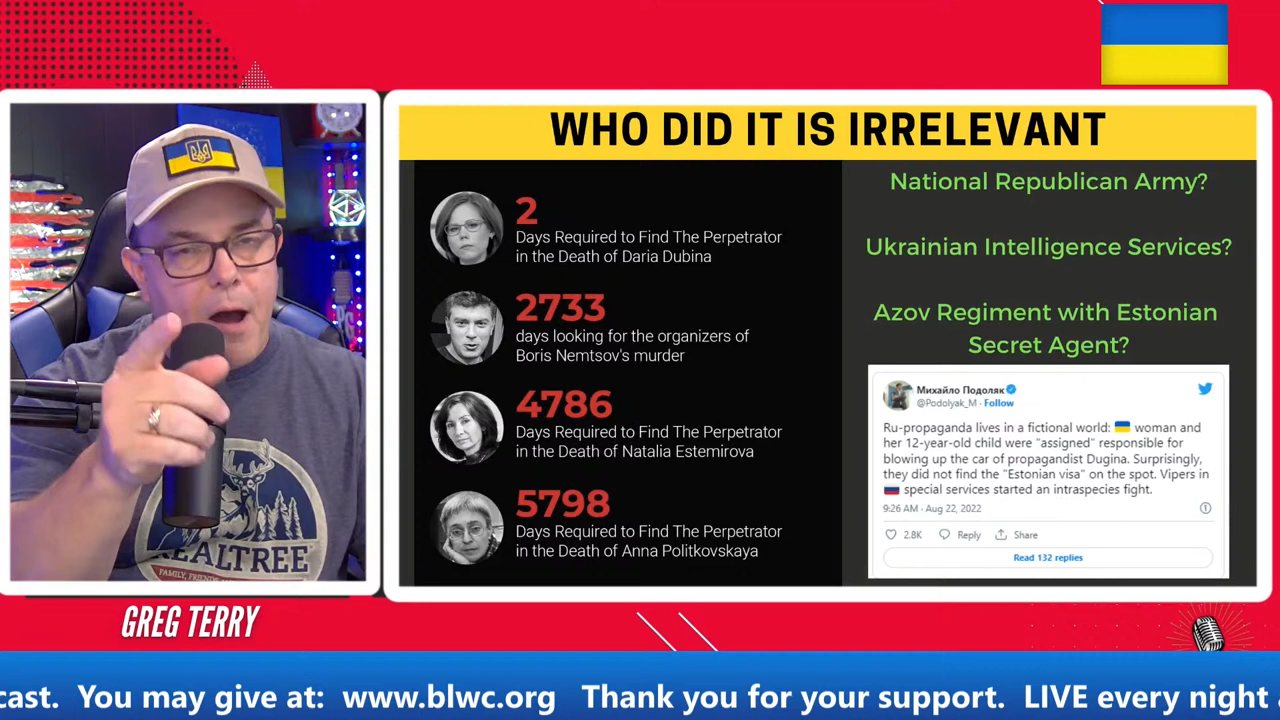 WHO DID IT IS IRRELEVANT
2
Days Required to Find The Perpetrator
in the Death of Daria Dubina
2733
days looking for the organizers of
Boris Nemtsov's murder
4786
Days Required to Find The Perpetrator
in the Death of Natalia Estemirova
5798
Days Required to Find The Perpetrator
in the Death of Anna Politkovskaya
National Republican Army?
Ukrainian Intelligence Services?
Azov Regiment with Estonian
Secret Agent?
Михайло Подоляк
@Podolyak_M · Follow
Ru-propaganda lives in a fictional world: 🇺🇦 woman and
her 12-year-old child were "assigned" responsible for
blowing up the car of propagandist Dugina. Surprisingly,
they did not find the "Estonian visa" on the spot. Vipers in
🇷🇺 special services started an intraspecies fight.
9:26 AM · Aug 22, 2022
2.8K Reply Share
Read 132 replies
REALTREE
FAMILY, FRIENDS
GREG TERRY
cast. You may give at: www.blwc.org Thank you for your support. LIVE every night